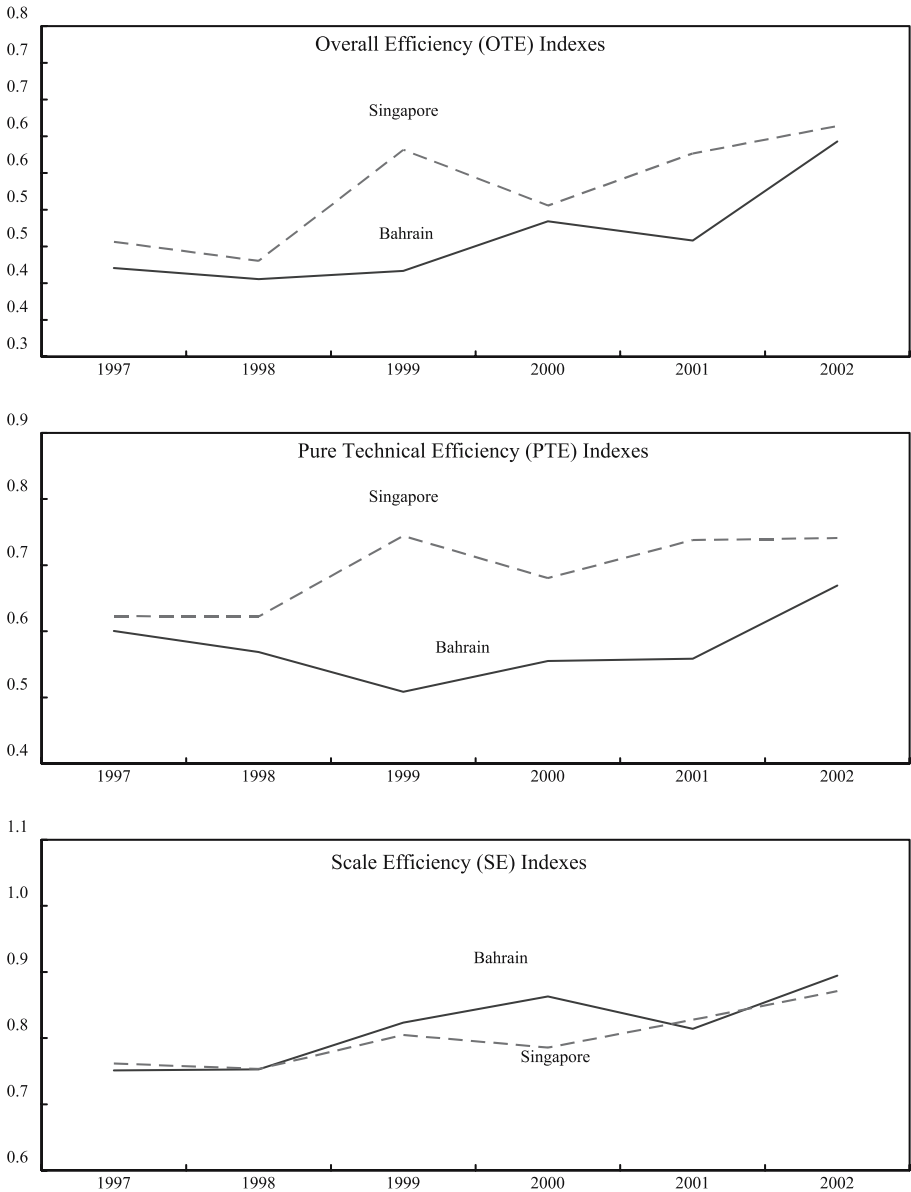 0.8
Overall Efficiency (OTE) Indexes
0.7
0.7
Singapore
0.6
0.6
0.5
Bahrain
0.5
0.4
0.4
0.3
1997 1998 1999 2000 2001 2002
0.9
Pure Technical Efficiency (PTE) Indexes
0.8
Singapore
0.7
0.6
Bahrain
0.5
0.4
1997 1998 1999 2000 2001 2002
1.1
Scale Efficiency (SE) Indexes
1.0
Bahrain
0.9
0.8
Singapore
0.7
0.6
1997 1998 1999 2000 2001 2002